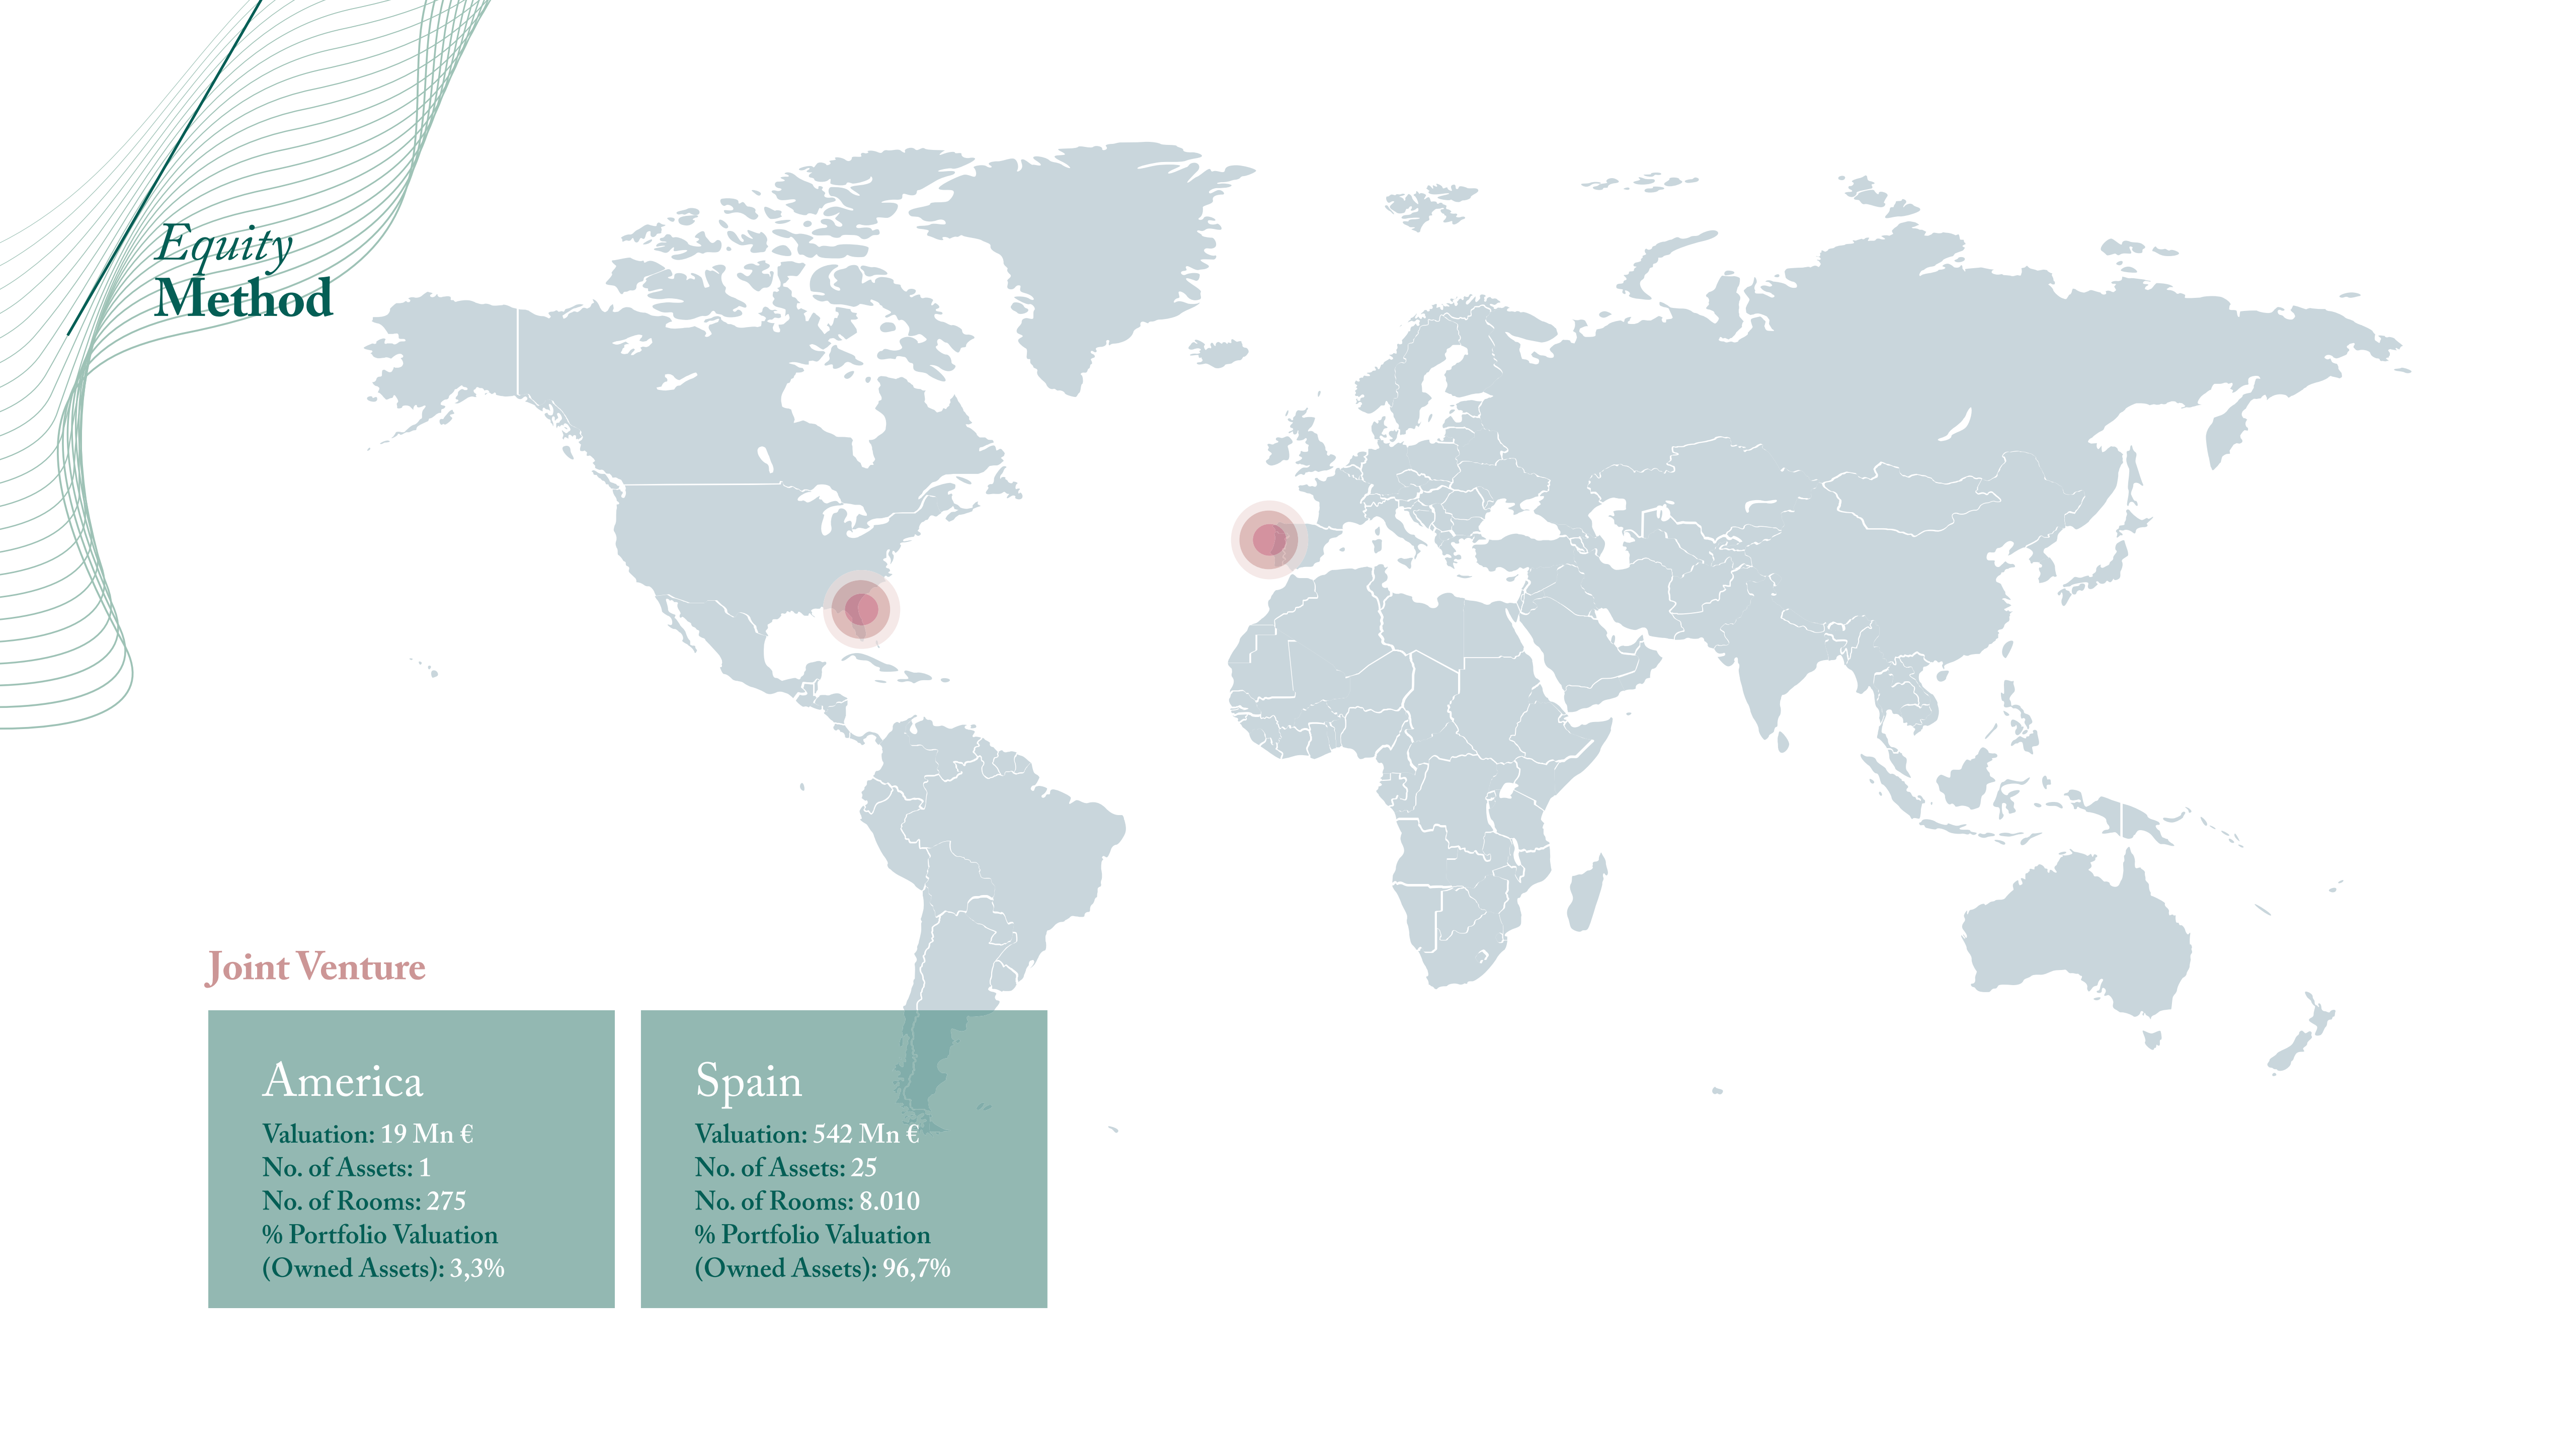 Equity
Method
Joint Venture
America
Valuation: 19 Mn €
No. of Assets: 1
No. of Rooms: 275
% Portfolio Valuation
(Owned Assets): 3,3%
Spain
Valuation: 542 Mn €
No. of Assets: 25
No. of Rooms: 8.010
% Portfolio Valuation
(Owned Assets): 96,7%